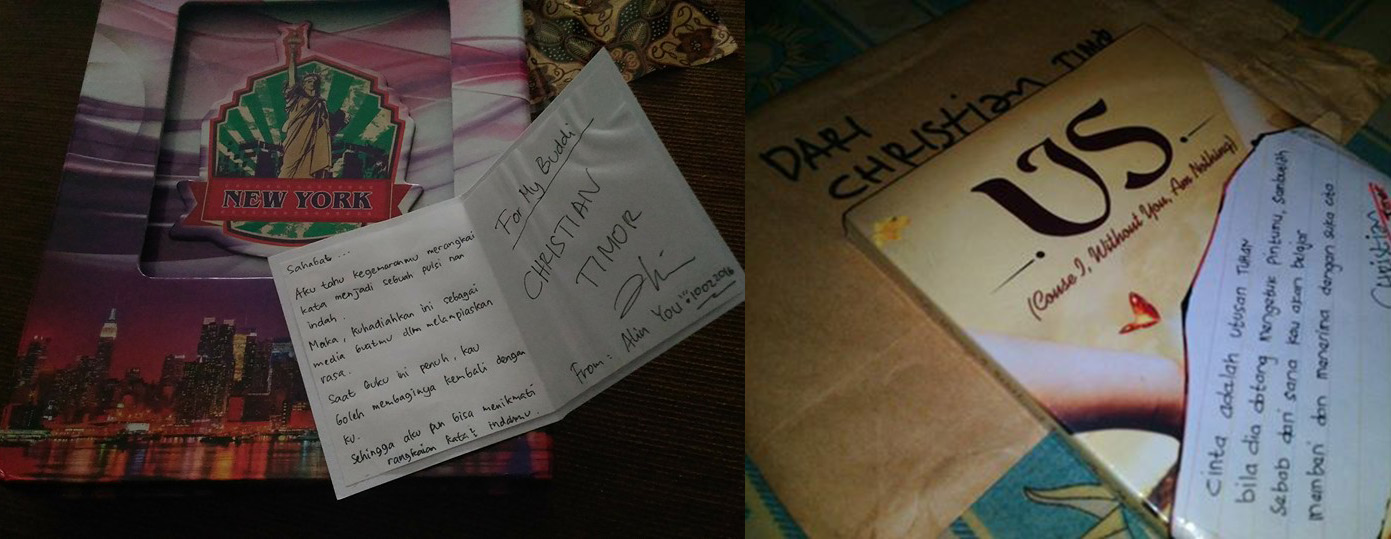 NEW YORK
Sahabat ...
Aku tahu kegemaranmu merangkai
kata menjadi sebuah puisi nan
indah.
Maka, kuhadiahkan ini sebagai
media buatmu dlm melampiaskan
rasa.
Saat buku ini penuh, kau
boleh membaginya kembali dengan
ku.
Sehingga aku pun bisa menikmati
rangkaian kata² indahmu.
For My Buddi
CHRISTIAN
TIMOR
From: Alin You
10022016
DARI
CHRISTIAN TIMO
US
(Cause I, Without You, Am Nothing)
Cinta adalah utusan TUHAN
bila dia datang mengetuk pintumu, sambutlah
Sebab dari sana kau akan belajar
memberi dan menerima dengan suka cita
Christian